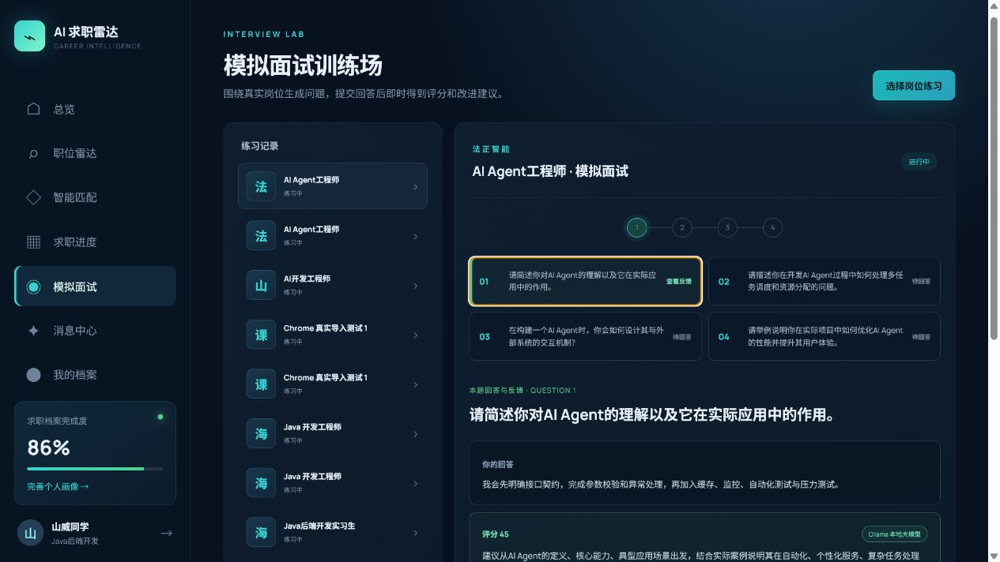 AI 求职雷达
CAREER INTELLIGENCE
总览
职位雷达
智能匹配
求职进度
模拟面试
消息中心
我的档案
求职档案完成度
86%
完善个人画像 →
山
山威同学
Java后端开发
→
INTERVIEW LAB
模拟面试训练场
围绕真实岗位生成问题，提交回答后即时得到评分和改进建议。
选择岗位练习
练习记录
法
AI Agent工程师
练习中
法
AI Agent工程师
练习中
山
AI开发工程师
练习中
课
Chrome 真实导入测试 1
练习中
课
Chrome 真实导入测试 1
练习中
海
Java 开发工程师
练习中
海
Java 开发工程师
练习中
海
Java后端开发实习生
练习中
法正智能
AI Agent工程师 · 模拟面试
进行中
1
2
3
4
01
请简述你对AI Agent的理解以及它在实际应
用中的作用。
查看反馈
02
请描述你在开发AI Agent过程中如何处理多任
务调度和资源分配的问题。
待回答
03
在构建一个AI Agent时，你会如何设计其与外
部系统的交互机制？
待回答
04
请举例说明你在实际项目中如何优化AI Agent
的性能并提升其用户体验。
待回答
本题回答与反馈 · QUESTION 1
请简述你对AI Agent的理解以及它在实际应用中的作用。
你的回答
我会先明确接口契约，完成参数校验和异常处理，再加入缓存、监控、自动化测试与压力测试。
评分 45
Ollama 本地大模型
建议从AI Agent的定义、核心能力、典型应用场景出发，结合实际案例说明其在自动化、个性化服务、复杂任务处理